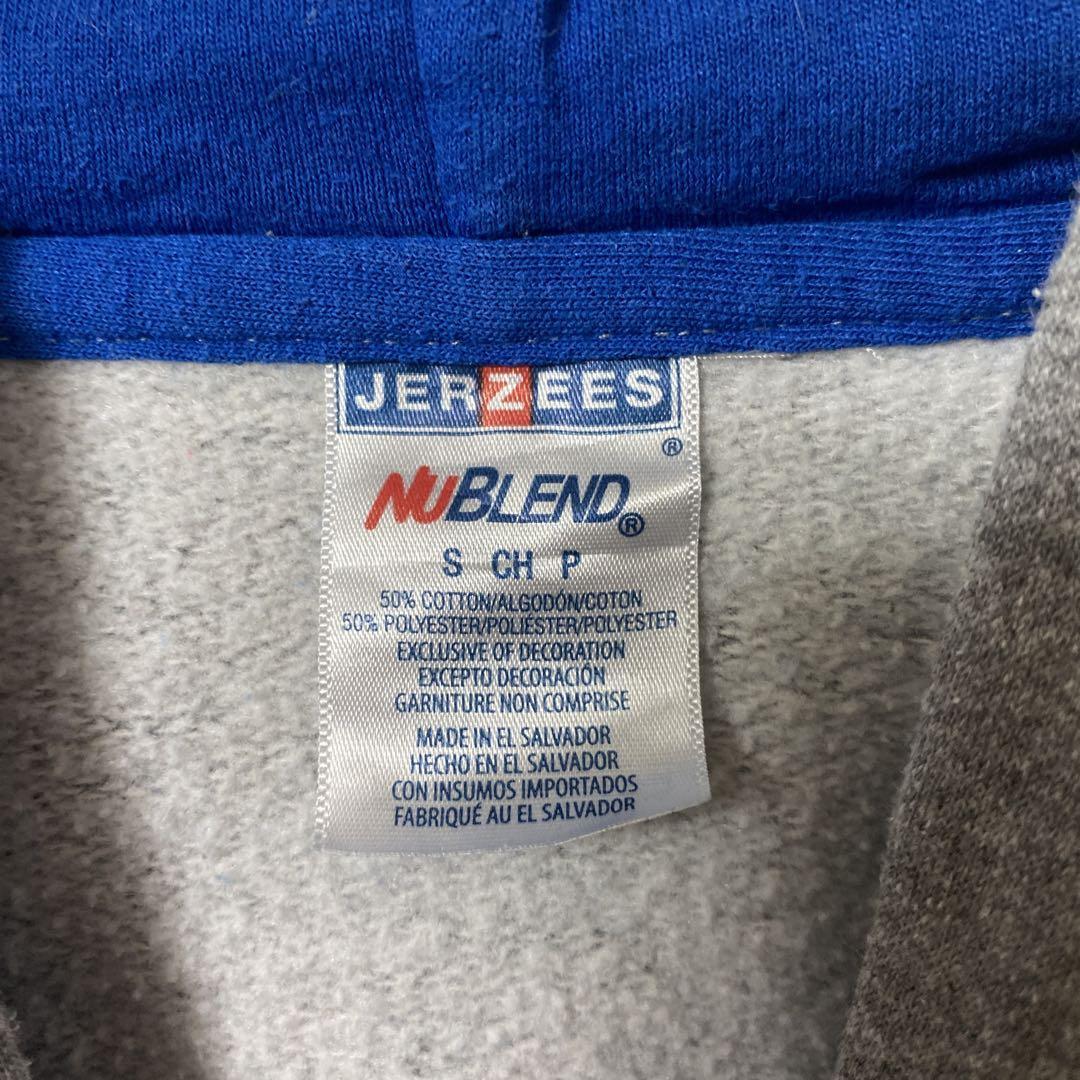 JERZEES
®
NUBLEND®
S CH P
50% COTTON/ALGODÓN/COTON
50% POLYESTER/POLIÉSTER/POLYESTER
EXCLUSIVE OF DECORATION
EXCEPTO DECORACIÓN
GARNITURE NON COMPRISE
MADE IN EL SALVADOR
HECHO EN EL SALVADOR
CON INSUMOS IMPORTADOS
FABRIQUÉ AU EL SALVADOR